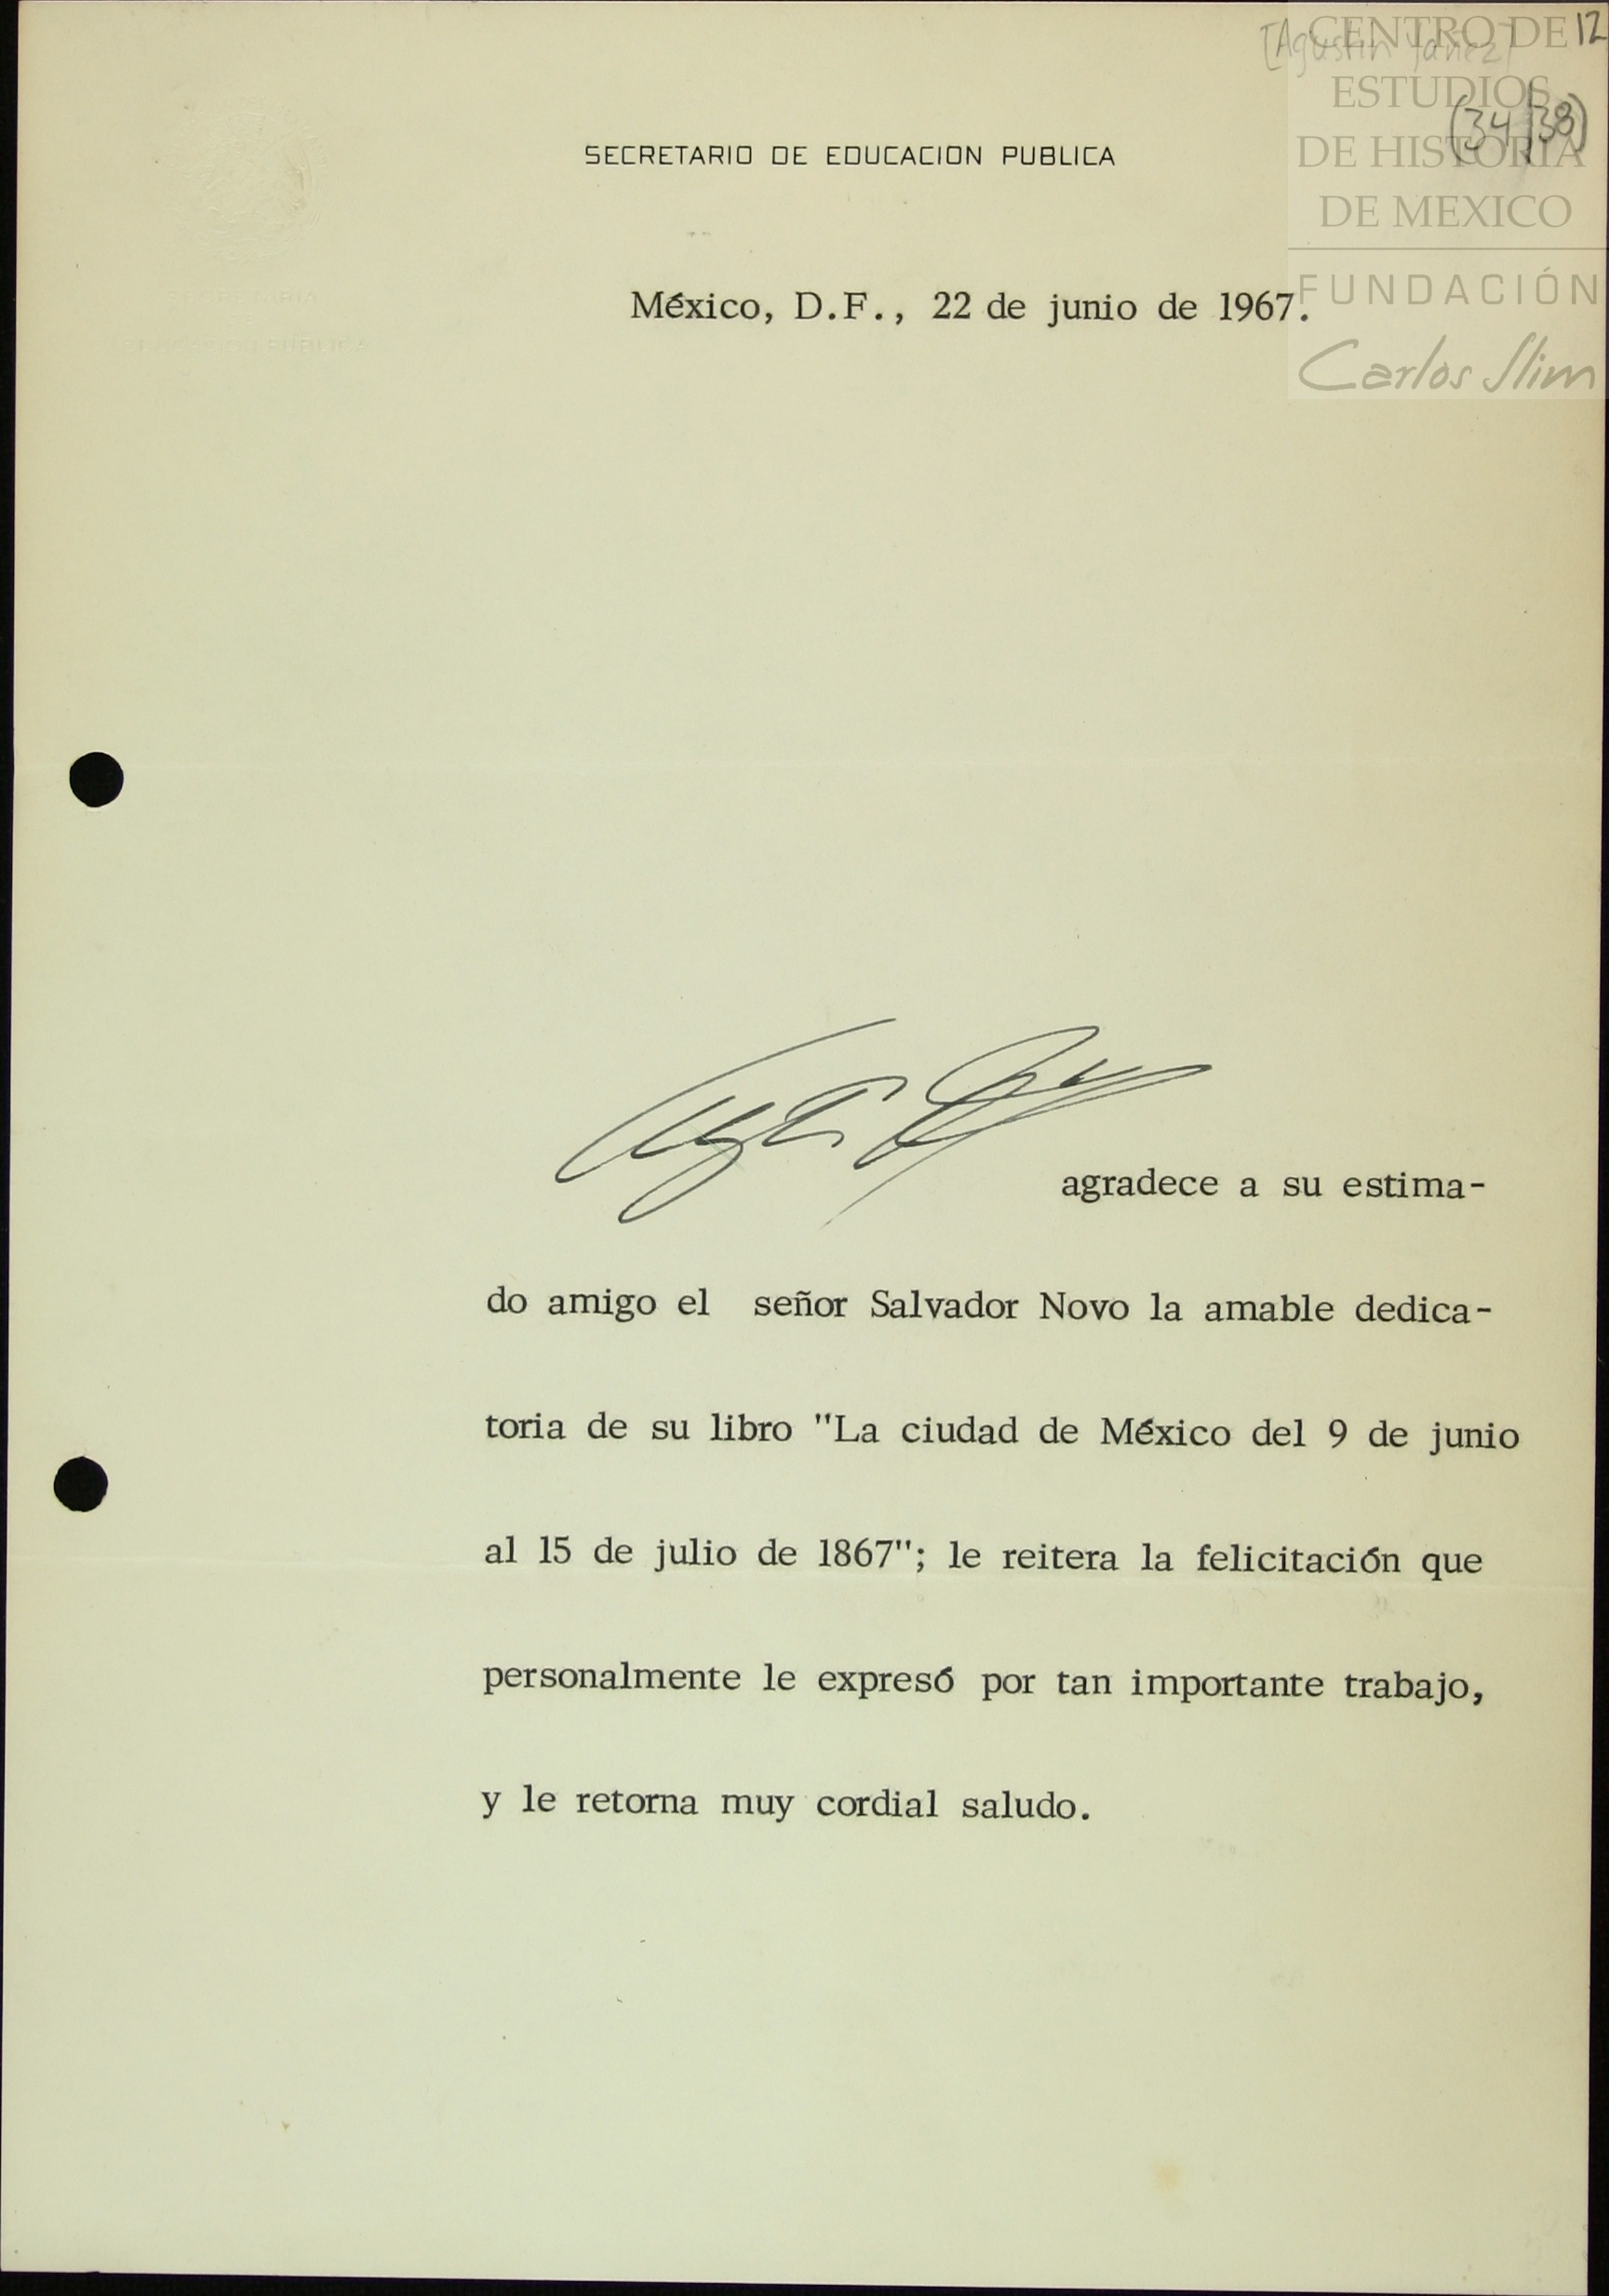 [Agustín Yáñez]
12
(34/38)
CENTRO DE
ESTUDIOS
DE HISTORIA
DE MEXICO
FUNDACIÓN
Carlos Slim
SECRETARIO DE EDUCACION PUBLICA
SECRETARIA
EDUCACION PUBLICA
México, D.F., 22 de junio de 1967.
agradece a su estima-
do amigo el señor Salvador Novo la amable dedica-
toria de su libro "La ciudad de México del 9 de junio
al 15 de julio de 1867"; le reitera la felicitación que
personalmente le expresó por tan importante trabajo,
y le retorna muy cordial saludo.